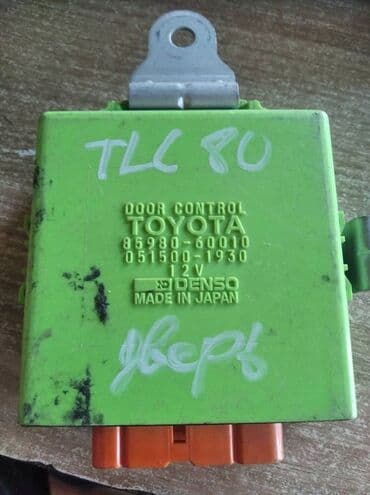 TLC 80
DOOR CONTROL
TOYOTA
85980-60010
051500-1930
12V
DENSO
MADE IN JAPAN
дверь